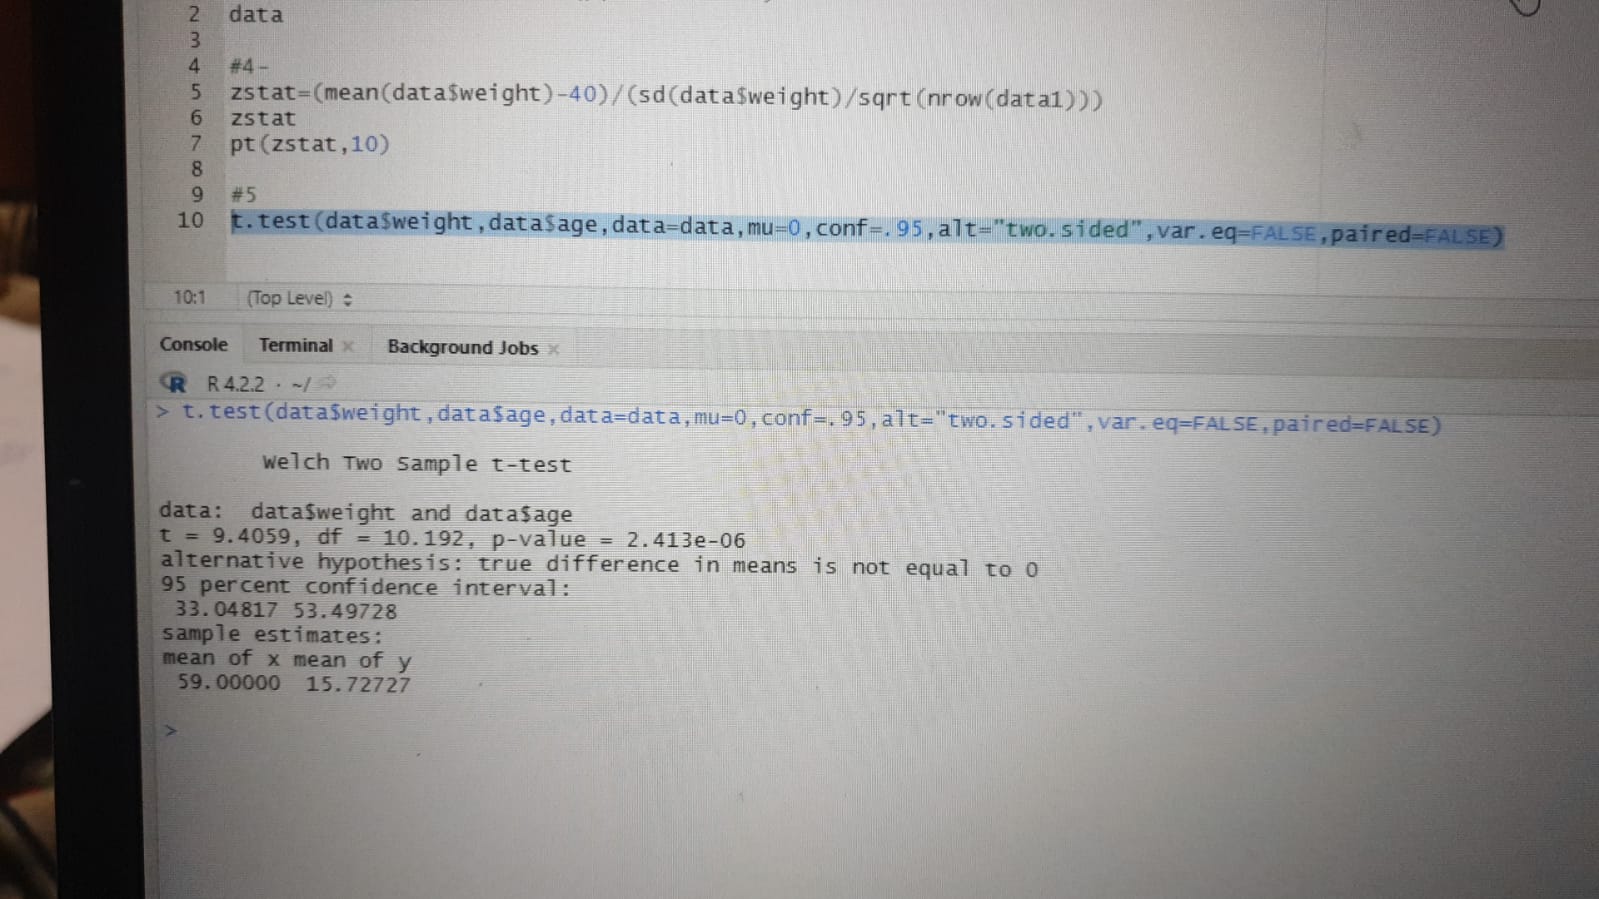 2 data
3
4 #4-
5 zstat=(mean(data$weight)-40)/(sd(data$weight)/sqrt(nrow(data1)))
6 zstat
7 pt(zstat,10)
8
9 #5
10 t.test(data$weight,data$age,data=data,mu=0,conf=.95,alt="two.sided",var.eq=FALSE,paired=FALSE)
10:1 (Top Level)
Console Terminal Background Jobs
R R 4.2.2 · ~/
> t.test(data$weight,data$age,data=data,mu=0,conf=.95,alt="two.sided",var.eq=FALSE,paired=FALSE)
Welch Two Sample t-test
data: data$weight and data$age
t = 9.4059, df = 10.192, p-value = 2.413e-06
alternative hypothesis: true difference in means is not equal to 0
95 percent confidence interval:
33.04817 53.49728
sample estimates:
mean of x mean of y
59.00000 15.72727
>